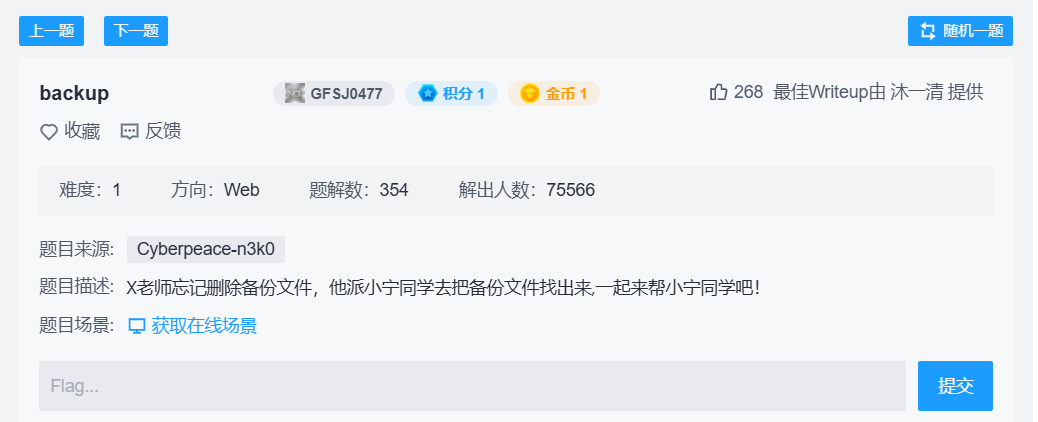 上一题 下一题 随机一题
backup GFSJ0477 积分 1 金币 1 268 最佳Writeup由 沐一清 提供
收藏 反馈
难度：1 方向：Web 题解数：354 解出人数：75566
题目来源: Cyberpeace-n3k0
题目描述: X老师忘记删除备份文件，他派小宁同学去把备份文件找出来,一起来帮小宁同学吧！
题目场景: 获取在线场景
Flag... 提交